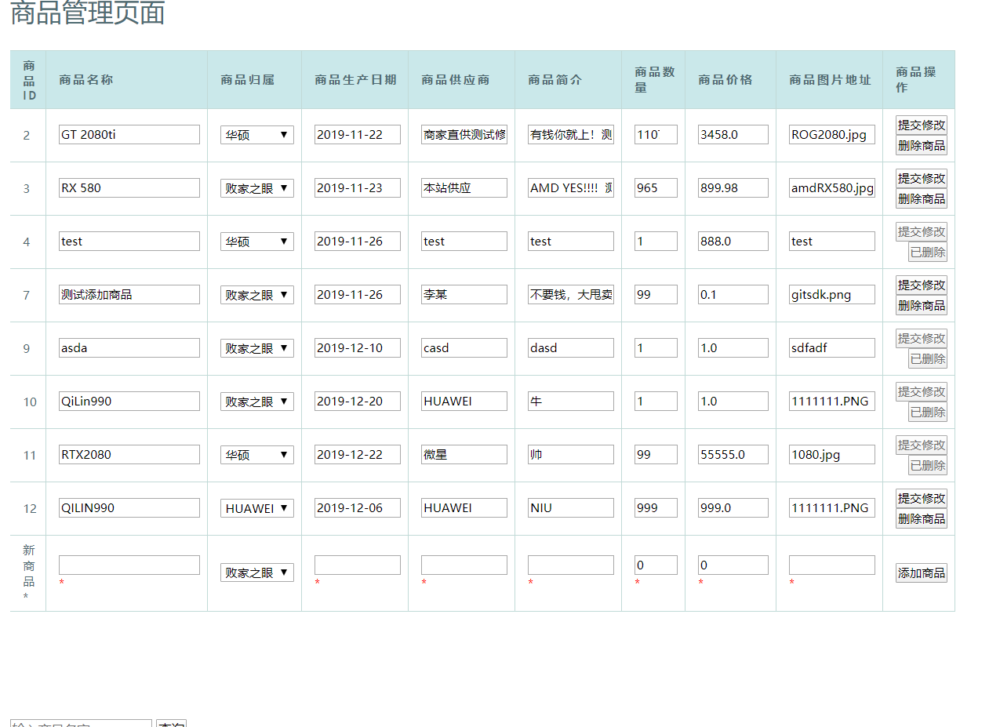 商品管理页面
商品ID 商品名称 商品归属 商品生产日期 商品供应商 商品简介 商品数量 商品价格 商品图片地址 商品操作
2 GT 2080ti 华硕 2019-11-22 商家直供测试修 有钱你就上！测 110 3458.0 ROG2080.jpg 提交修改 删除商品
3 RX 580 败家之眼 2019-11-23 本站供应 AMD YES!!!! 965 899.98 amdRX580.jpg 提交修改 删除商品
4 test 华硕 2019-11-26 test test 1 888.0 test 提交修改 已删除
7 测试添加商品 败家之眼 2019-11-26 李某 不要钱，大甩卖 99 0.1 gitsdk.png 提交修改 删除商品
9 asda 败家之眼 2019-12-10 casd dasd 1 1.0 sdfadf 提交修改 已删除
10 QiLin990 败家之眼 2019-12-20 HUAWEI 牛 1 1.0 1111111.PNG 提交修改 已删除
11 RTX2080 华硕 2019-12-22 微星 帅 99 55555.0 1080.jpg 提交修改 已删除
12 QILIN990 HUAWEI 2019-12-06 HUAWEI NIU 999 999.0 1111111.PNG 提交修改 删除商品
新商品* * 败家之眼 * * * 0 * 0 * * 添加商品